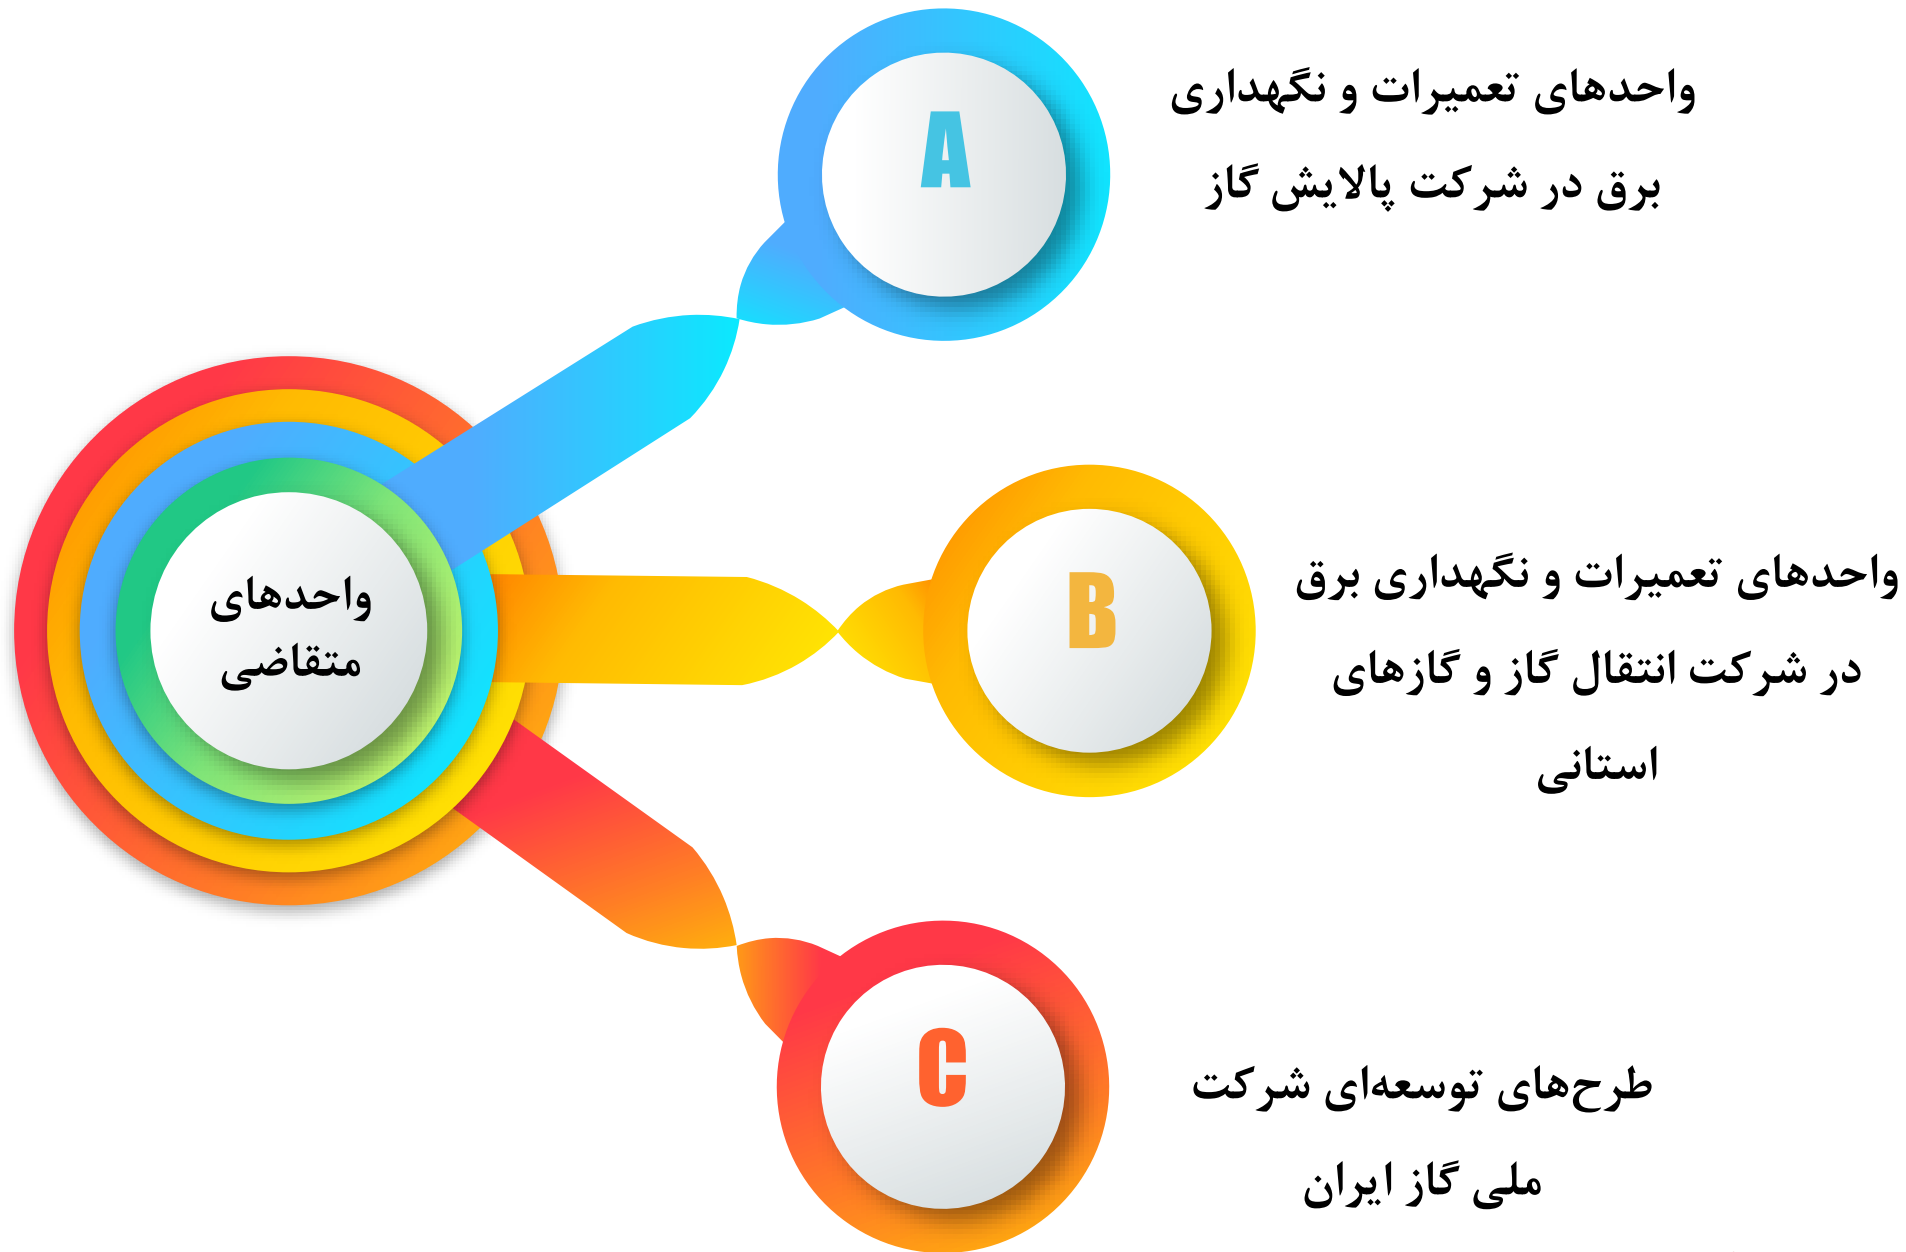 واحدهای
متقاضی
A
واحدهای تعمیرات و نگهداری
برق در شرکت پالایش گاز
B
واحدهای تعمیرات و نگهداری برق
در شرکت انتقال گاز و گازهای
استانی
C
طرح‌های توسعه‌ای شرکت
ملی گاز ایران